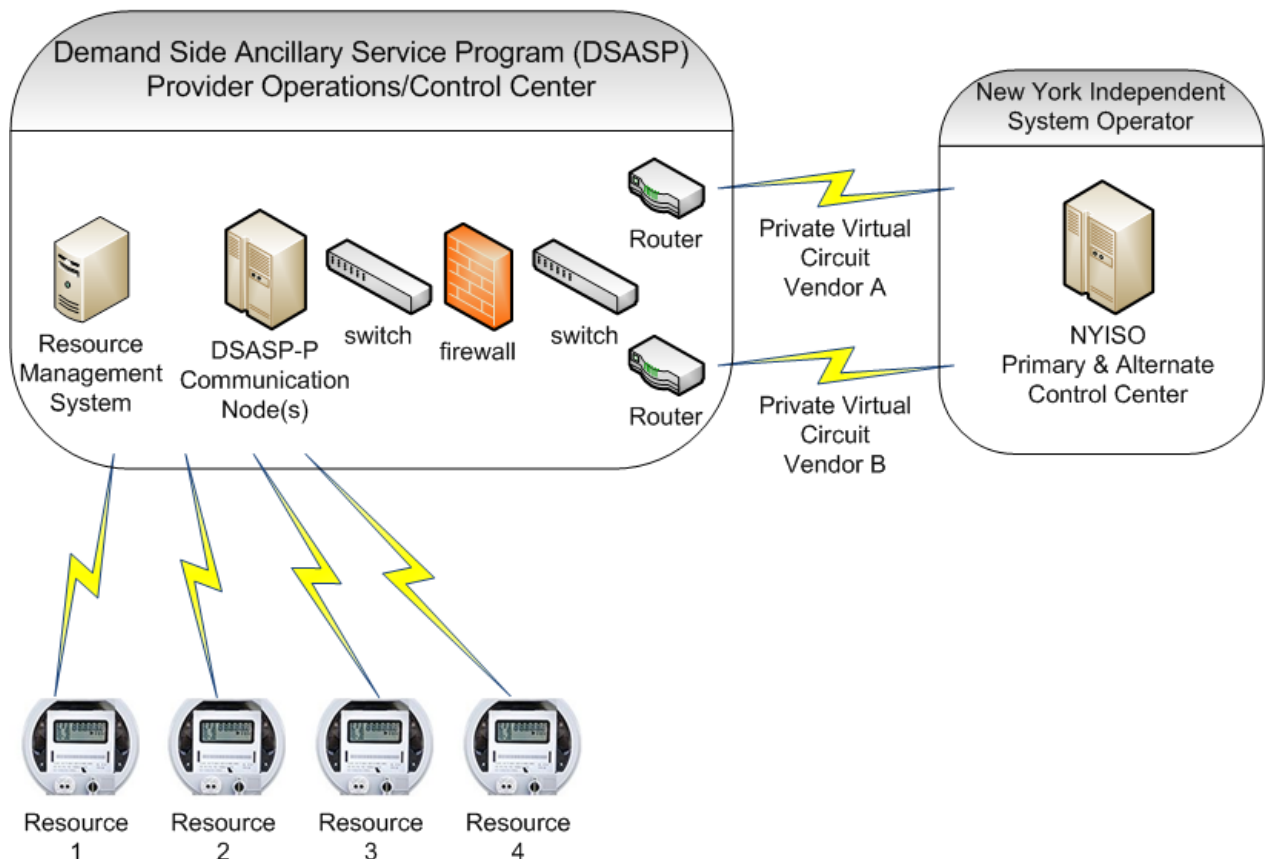 Demand Side Ancillary Service Program (DSASP)
Provider Operations/Control Center
New York Independent
System Operator
Router
Private Virtual
Circuit
Vendor A
Resource
Management
System
DSASP-P
Communication
Node(s)
switch
firewall
switch
Router
Private Virtual
Circuit
Vendor B
NYISO
Primary & Alternate
Control Center
Resource
1
Resource
2
Resource
3
Resource
4